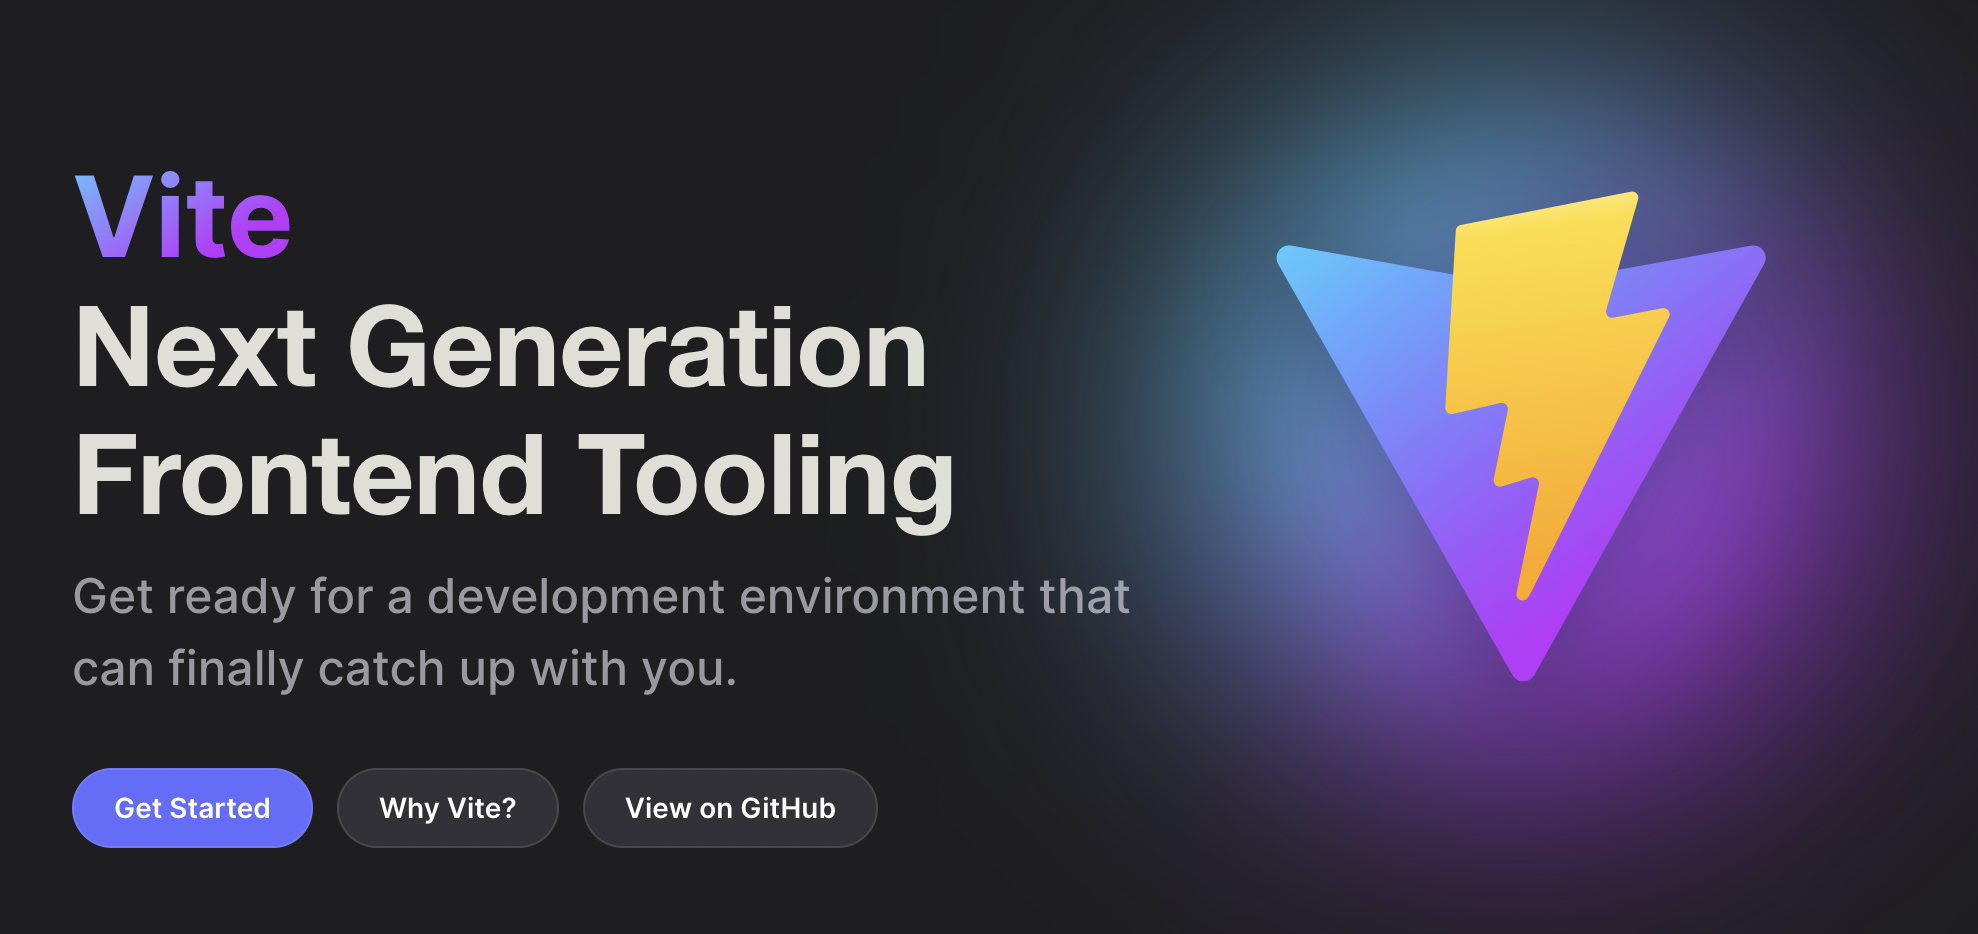 Vite
Next Generation
Frontend Tooling
Get ready for a development environment that
can finally catch up with you.
Get Started
Why Vite?
View on GitHub